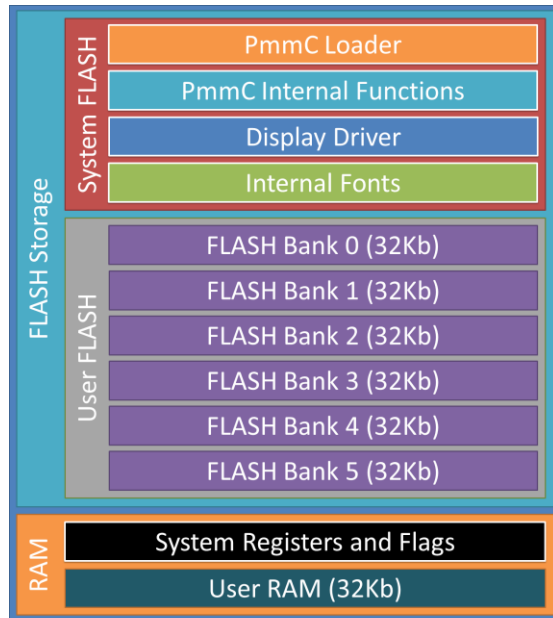 FLASH Storage
System FLASH
PmmC Loader
PmmC Internal Functions
Display Driver
Internal Fonts
User FLASH
FLASH Bank 0 (32Kb)
FLASH Bank 1 (32Kb)
FLASH Bank 2 (32Kb)
FLASH Bank 3 (32Kb)
FLASH Bank 4 (32Kb)
FLASH Bank 5 (32Kb)
RAM
System Registers and Flags
User RAM (32Kb)